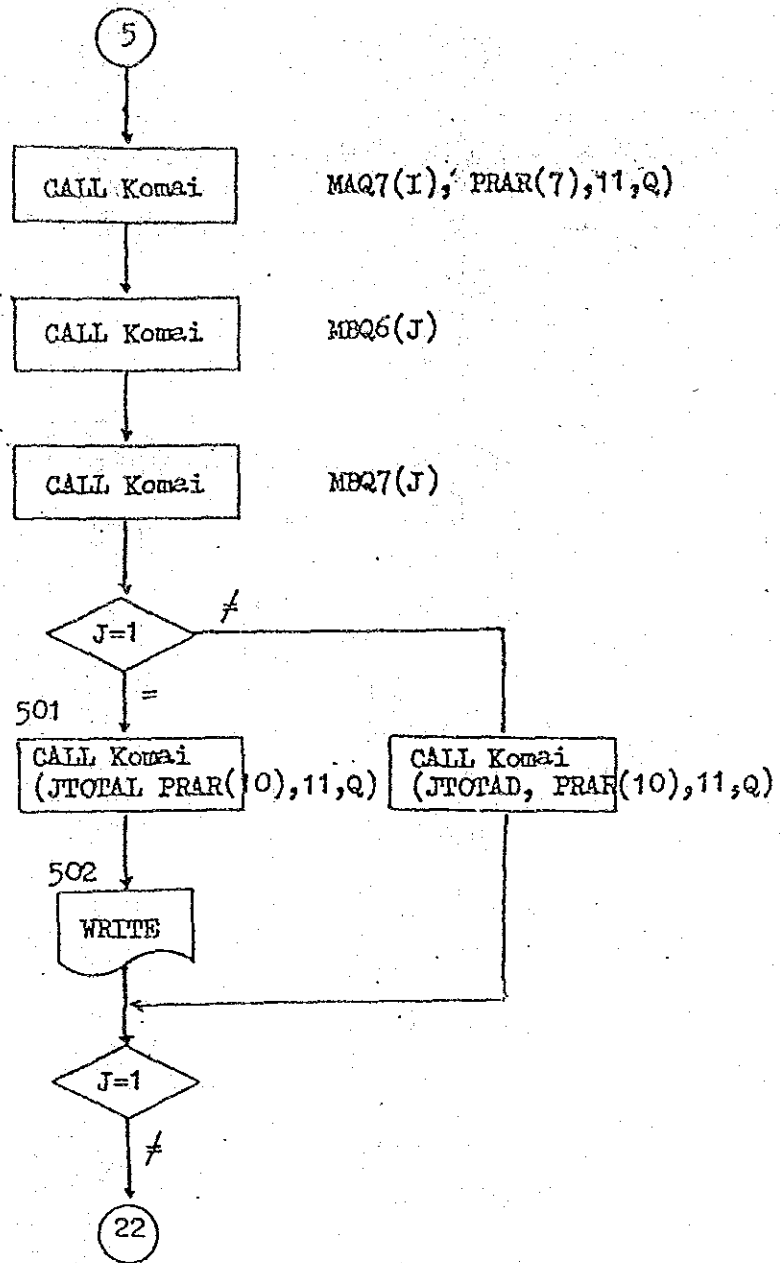 5
CALL Komai MAQ7(I), PRAR(7),11,Q)
CALL Komai MBQ6(J)
CALL Komai MBQ7(J)
J=1 ≠
=
501
CALL Komai
(JTOTAL PRAR(10),11,Q)
CALL Komai
(JTOTAD, PRAR(10),11,Q)
502
WRITE
J=1
≠
22